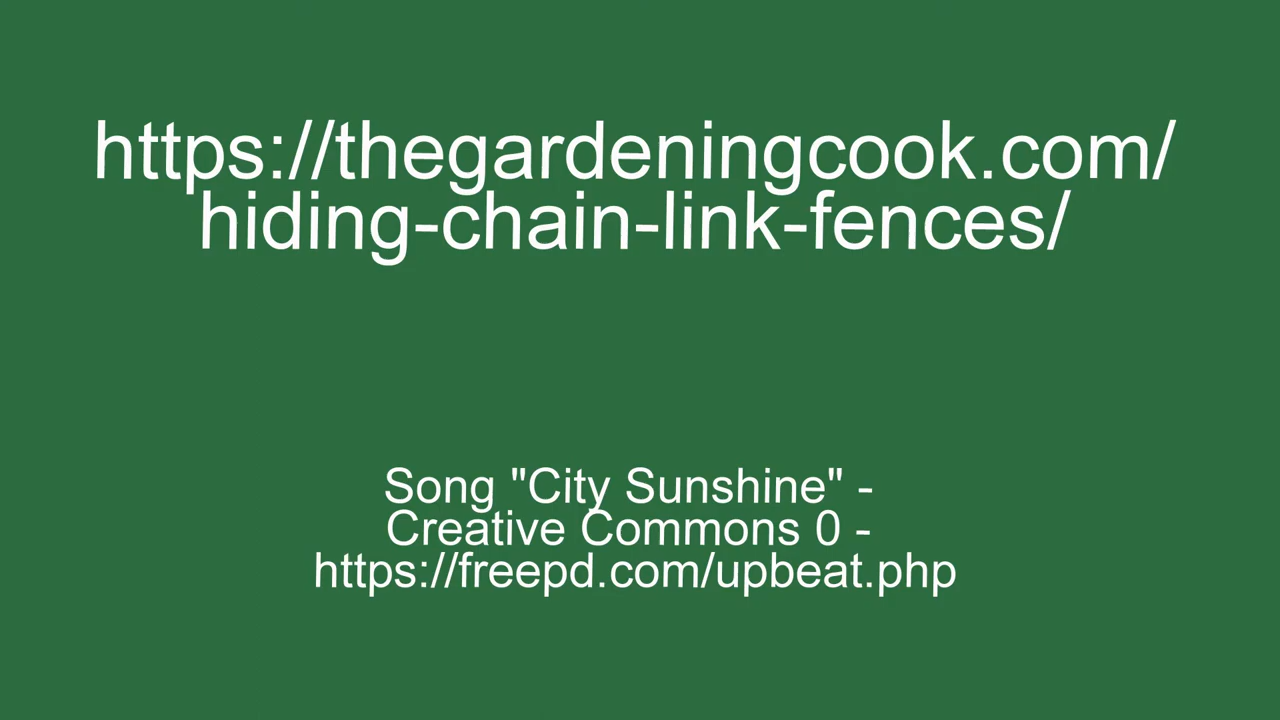 https://thegardeningcook.com/
hiding-chain-link-fences/
Song "City Sunshine" -
Creative Commons 0 -
https://freepd.com/upbeat.php